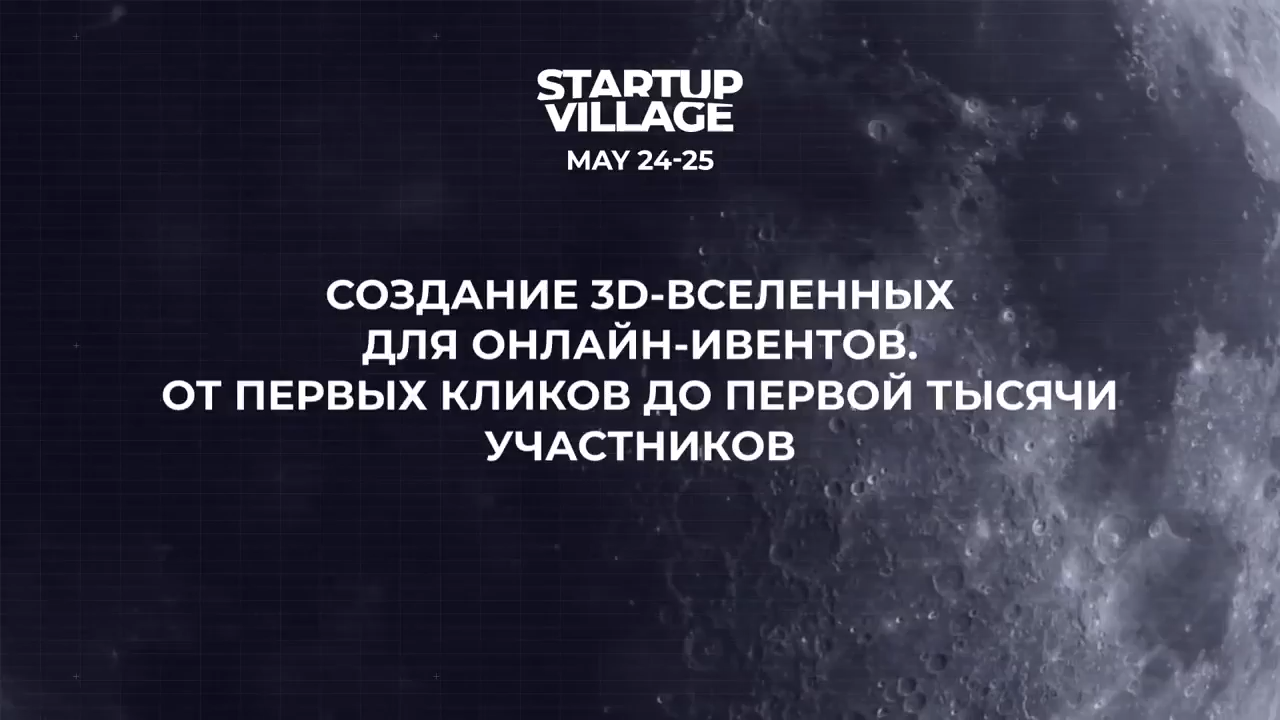 STARTUP
VILLAGE
MAY 24-25
СОЗДАНИЕ 3D-ВСЕЛЕННЫХ
ДЛЯ ОНЛАЙН-ИВЕНТОВ.
ОТ ПЕРВЫХ КЛИКОВ ДО ПЕРВОЙ ТЫСЯЧИ
УЧАСТНИКОВ